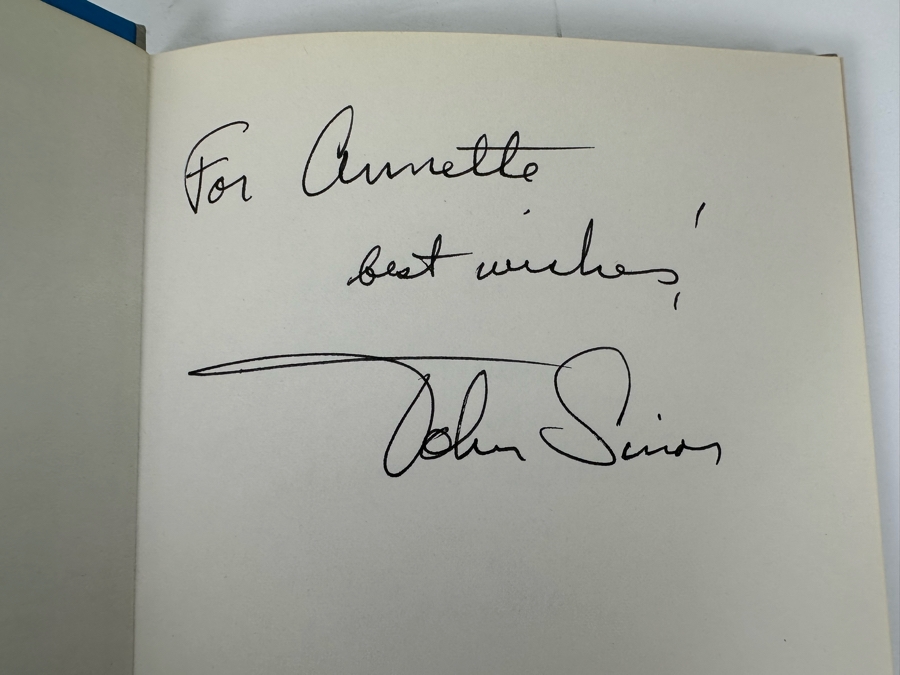 For Annette
best wishes!
John Simon